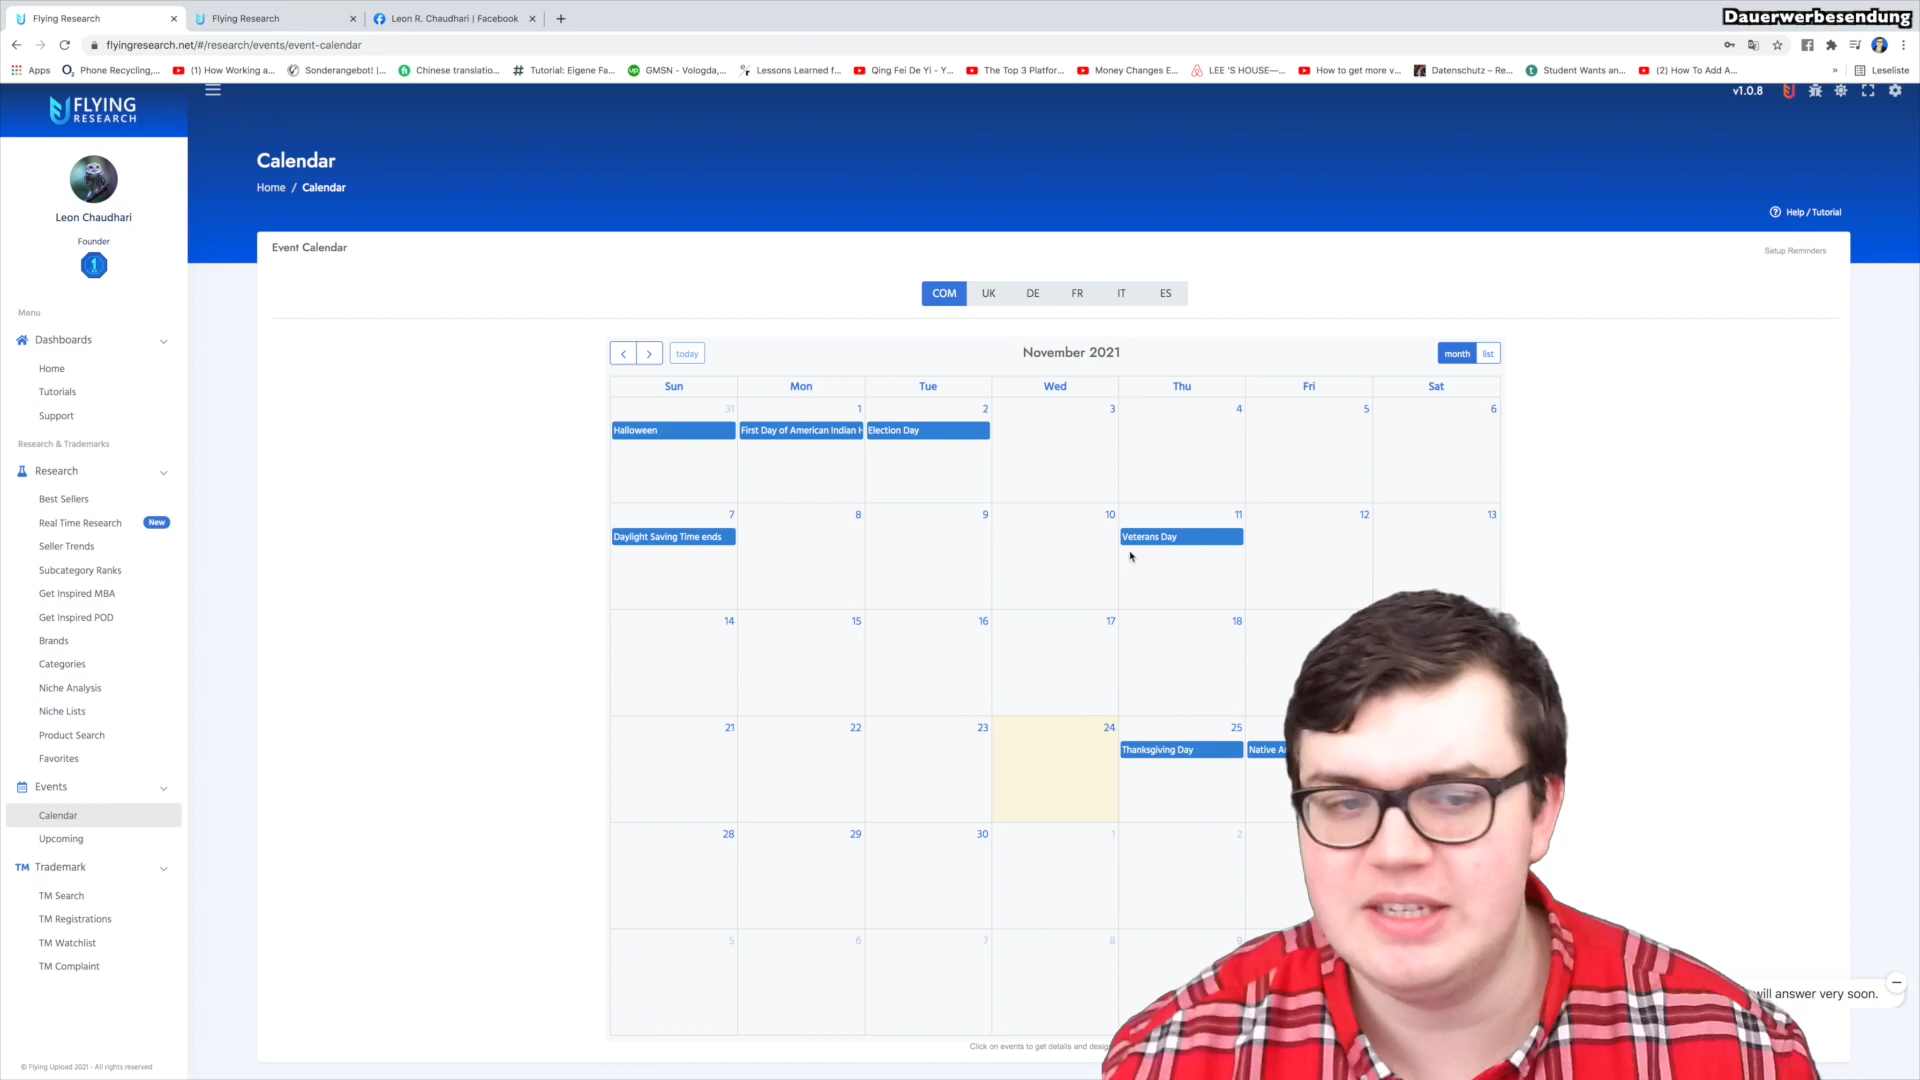 Flying Research
Flying Research
Leon R. Chaudhari | Facebook
Dauerwerbesendung
flyingresearch.net/#/research/events/event-calendar
Apps
Phone Recycling,...
(1) How Working a...
Sonderangebot! |...
Chinese translatio...
Tutorial: Eigene Fa...
GMSN - Vologda,...
Lessons Learned f...
Qing Fei De Yi - Y...
The Top 3 Platfor...
Money Changes E...
LEE 'S HOUSE—...
How to get more v...
Datenschutz – Re...
Student Wants an...
(2) How To Add A...
»
Leseliste
FLYING
RESEARCH
v1.0.8
Leon Chaudhari
Founder
1
Calendar
Home / Calendar
Help / Tutorial
Event Calendar
Setup Reminders
COM UK DE FR IT ES
today
November 2021
month list
Sun Mon Tue Wed Thu Fri Sat
31 1 2 3 4 5 6
Halloween
First Day of American Indian H
Election Day
7 8 9 10 11 12 13
Daylight Saving Time ends
Veterans Day
14 15 16 17 18
21 22 23 24 25
Thanksgiving Day
Native A
28 29 30 1 2
5 6 7 8 9
Click on events to get details and desig
will answer very soon.
Menu
Dashboards
Home
Tutorials
Support
Research & Trademarks
Research
Best Sellers
Real Time Research New
Seller Trends
Subcategory Ranks
Get Inspired MBA
Get Inspired POD
Brands
Categories
Niche Analysis
Niche Lists
Product Search
Favorites
Events
Calendar
Upcoming
TM Trademark
TM Search
TM Registrations
TM Watchlist
TM Complaint
© Flying Upload 2021 - All rights reserved